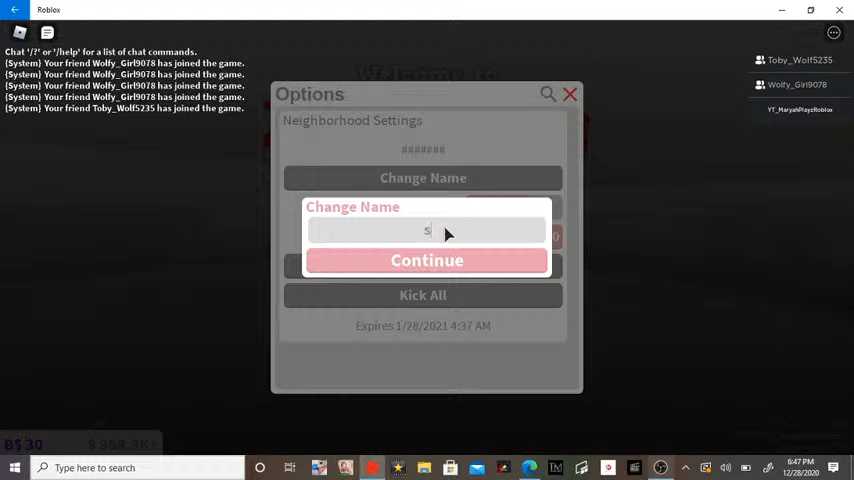 Roblox
Chat '/?' or '/help' for a list of chat commands.
{System} Your friend Wolfy_Girl9078 has joined the game.
{System} Your friend Wolfy_Girl9078 has joined the game.
{System} Your friend Wolfy_Girl9078 has joined the game.
{System} Your friend Wolfy_Girl9078 has joined the game.
{System} Your friend Toby_Wolf5235 has joined the game.
Toby_Wolf5235
Wolfy_Girl9078
YT_MaryahPlayzRoblox
Options
Neighborhood Settings
#######
Change Name
Change Name
s
Continue
Kick All
Expires 1/28/2021 4:37 AM
B$ 30
Type here to search
6:47 PM
12/28/2020